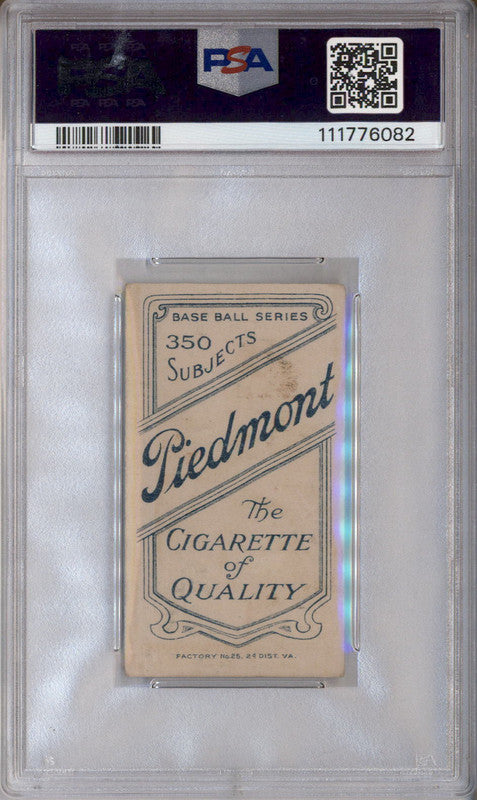 PSA
111776082
BASE BALL SERIES
350
SUBJECTS
Piedmont
The
CIGARETTE
of
QUALITY
FACTORY No 25, 2d DIST. VA.